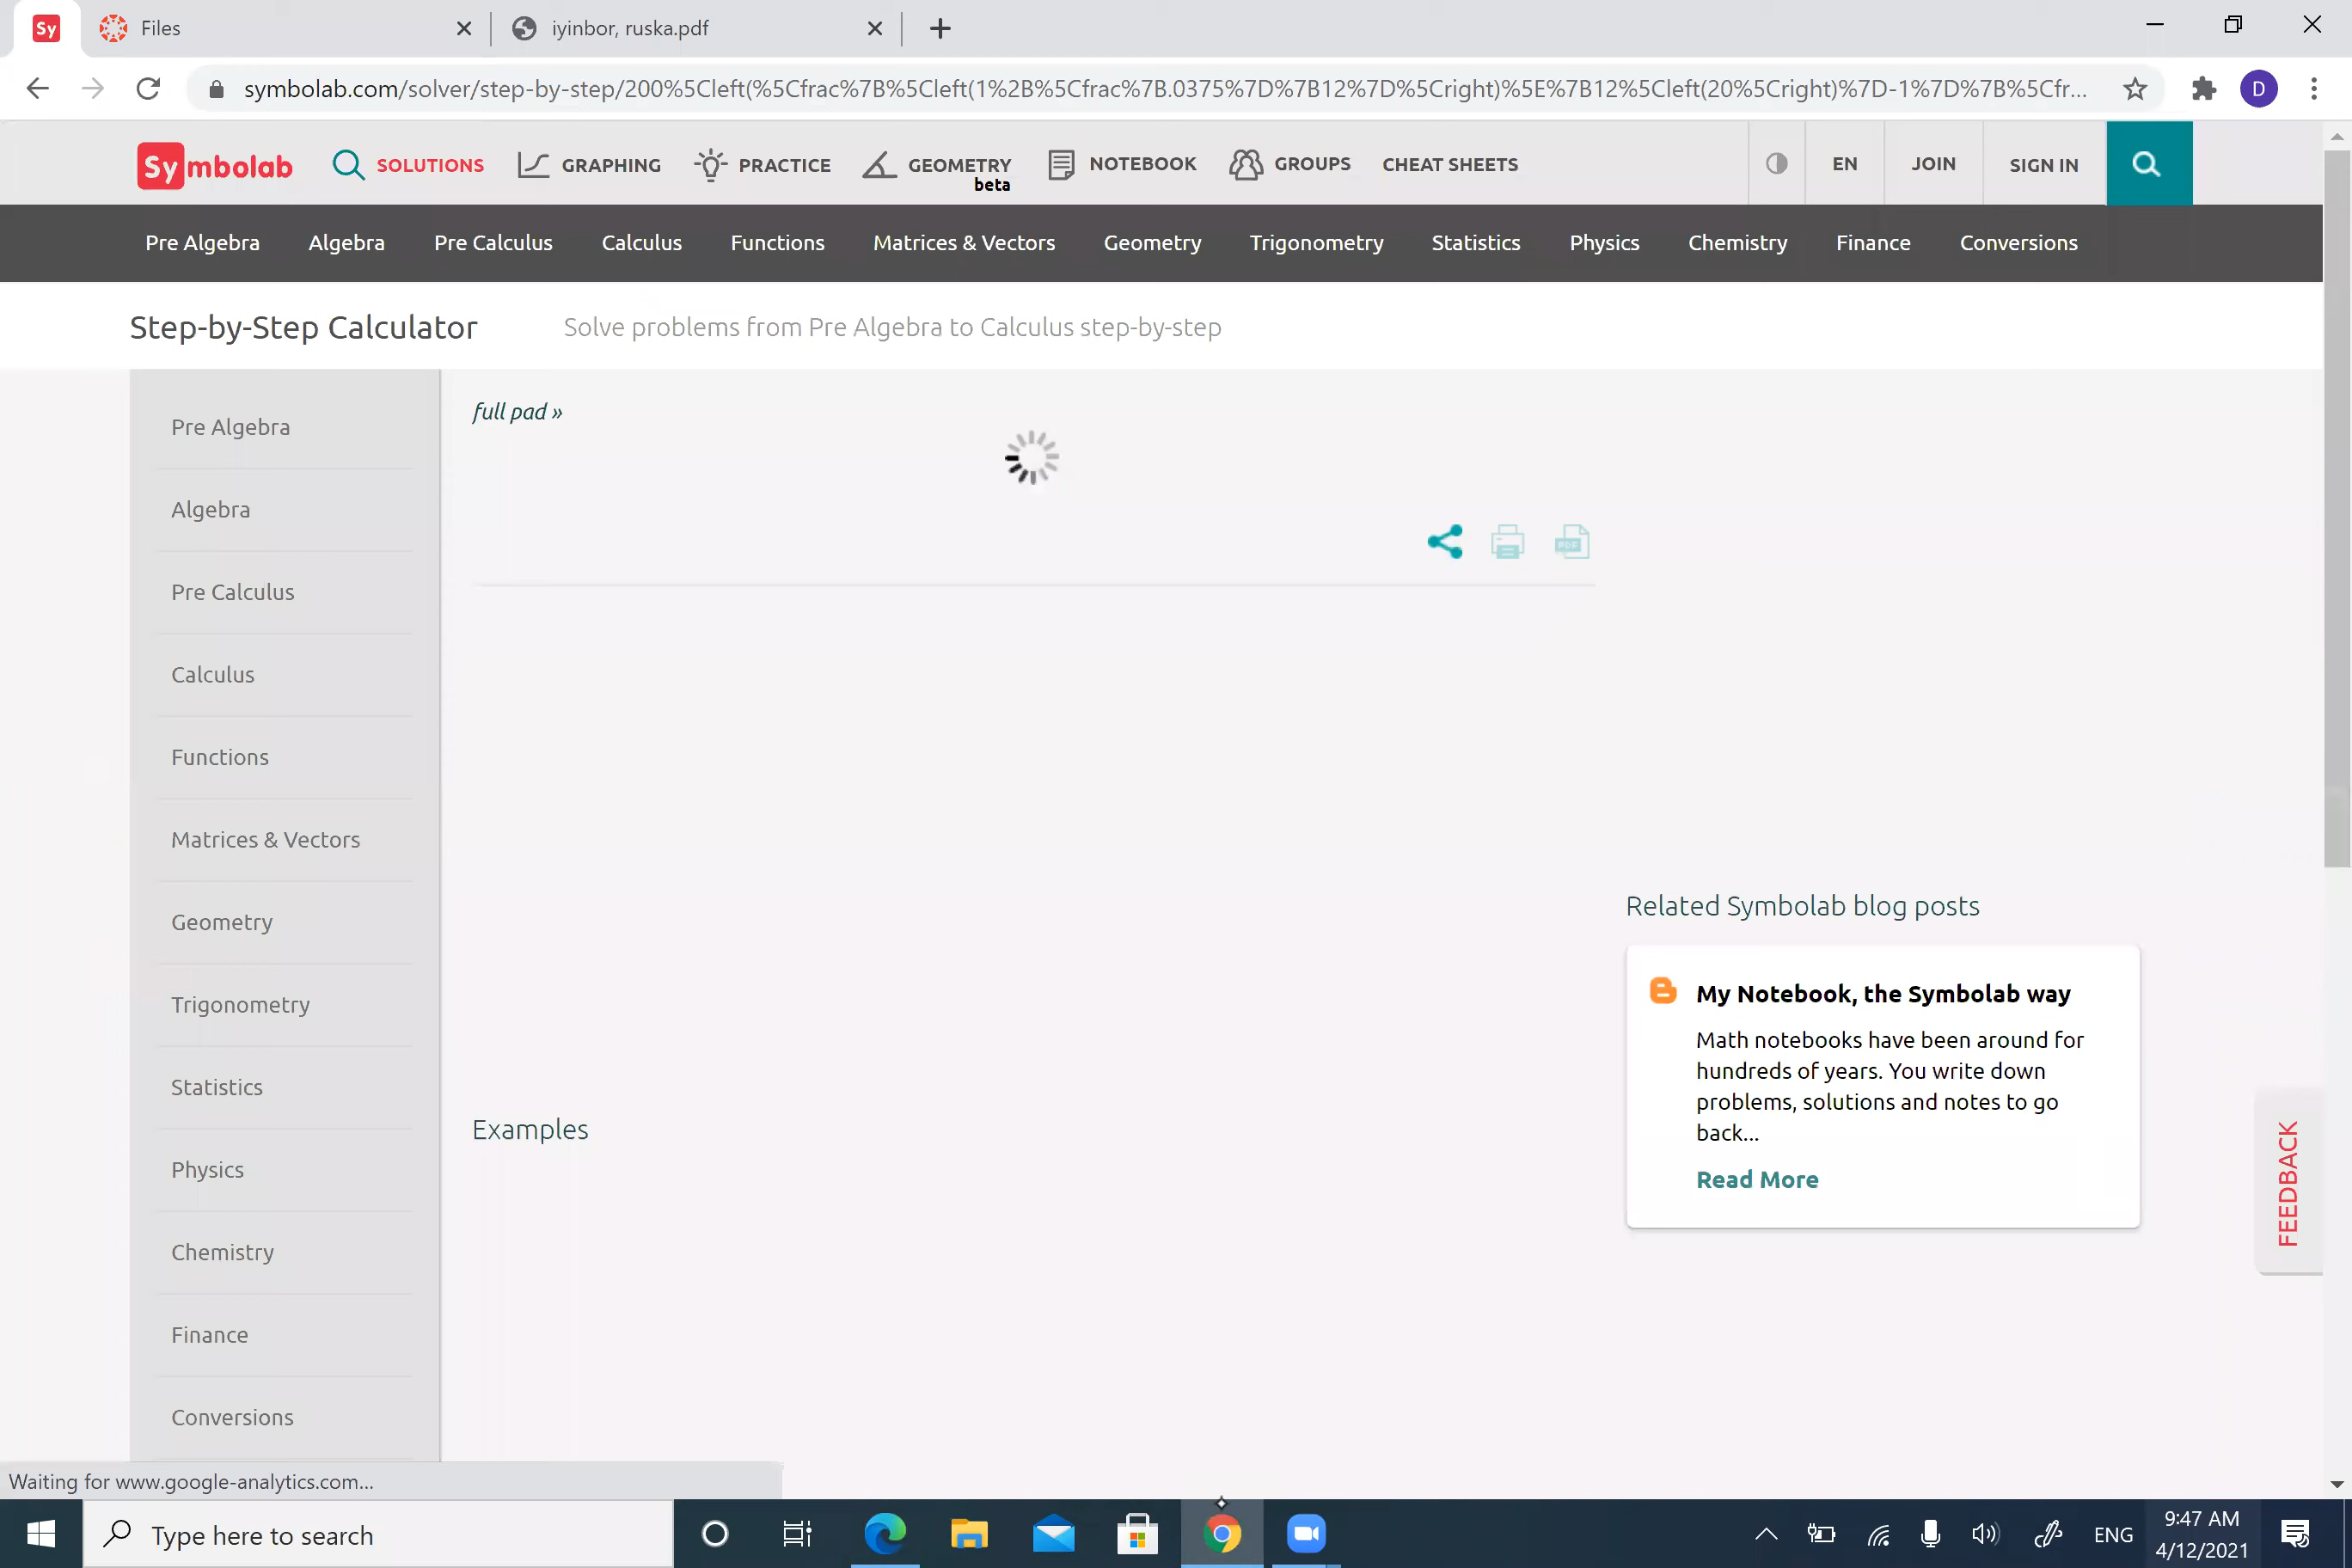 Sy Files iyinbor, ruska.pdf
symbolab.com/solver/step-by-step/200%5Cleft(%5Cfrac%7B%5Cleft(1%2B%5Cfrac%7B.0375%7D%7B12%7D%5Cright)%5E%7B12%5Cleft(20%5Cright)%7D-1%7D%7B%5Cfr... D
Symbolab SOLUTIONS GRAPHING PRACTICE GEOMETRY NOTEBOOK GROUPS CHEAT SHEETS EN JOIN SIGN IN
beta
Pre Algebra Algebra Pre Calculus Calculus Functions Matrices & Vectors Geometry Trigonometry Statistics Physics Chemistry Finance Conversions
Step-by-Step Calculator Solve problems from Pre Algebra to Calculus step-by-step
full pad »
Pre Algebra
Algebra
Pre Calculus
Calculus
Functions
Matrices & Vectors
Geometry
Trigonometry
Statistics
Physics
Chemistry
Finance
Conversions
PDF
Examples
Related Symbolab blog posts
My Notebook, the Symbolab way
Math notebooks have been around for
hundreds of years. You write down
problems, solutions and notes to go
back...
Read More
FEEDBACK
Waiting for www.google-analytics.com...
Type here to search
ENG
9:47 AM
4/12/2021